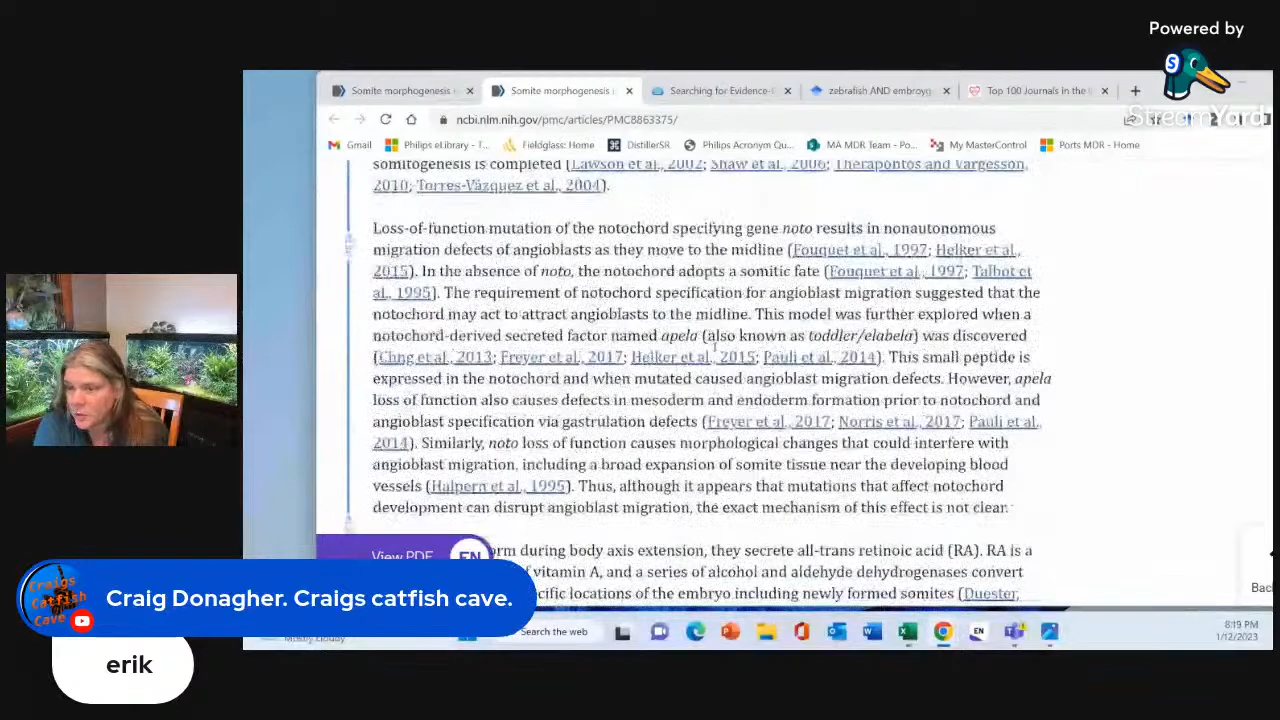 Powered by
StreamYard
Somite morphogenesis i
Somite morphogenesis i
Searching for Evidence-
zebrafish AND embroyg
Top 100 Journals in the
ncbi.nlm.nih.gov/pmc/articles/PMC8863375/
Gmail
Philips eLibrary - T...
Fieldglass: Home
DistillerSR
Philips Acronym Qu...
MA MDR Team - Po...
My MasterControl
Ports MDR - Home
somitogenesis is completed (Lawson et al., 2002; Shaw et al., 2006; Therapontos and Vargesson,
2010; Torres-Vázquez et al., 2004).
Loss-of-function mutation of the notochord specifying gene noto results in nonautonomous
migration defects of angioblasts as they move to the midline (Fouquet et al., 1997; Helker et al.,
2015). In the absence of noto, the notochord adopts a somitic fate (Fouquet et al., 1997; Talbot et
al., 1995). The requirement of notochord specification for angioblast migration suggested that the
notochord may act to attract angioblasts to the midline. This model was further explored when a
notochord-derived secreted factor named apela (also known as toddler/elabela) was discovered
(Chng et al., 2013; Freyer et al., 2017; Helker et al., 2015; Pauli et al., 2014). This small peptide is
expressed in the notochord and when mutated caused angioblast migration defects. However, apela
loss of function also causes defects in mesoderm and endoderm formation prior to notochord and
angioblast specification via gastrulation defects (Freyer et al., 2017; Norris et al., 2017; Pauli et al.,
2014). Similarly, noto loss of function causes morphological changes that could interfere with
angioblast migration, including a broad expansion of somite tissue near the developing blood
vessels (Halpern et al., 1995). Thus, although it appears that mutations that affect notochord
development can disrupt angioblast migration, the exact mechanism of this effect is not clear.
orm during body axis extension, they secrete all-trans retinoic acid (RA). RA is a
of vitamin A, and a series of alcohol and aldehyde dehydrogenases convert
cific locations of the embryo including newly formed somites (Duester,
View PDF
EN
Bac
Craigs
Catfish
Cave
Craig Donagher. Craigs catfish cave.
erik
Mostly cloudy
Search the web
EN
8:19 PM
1/12/2023